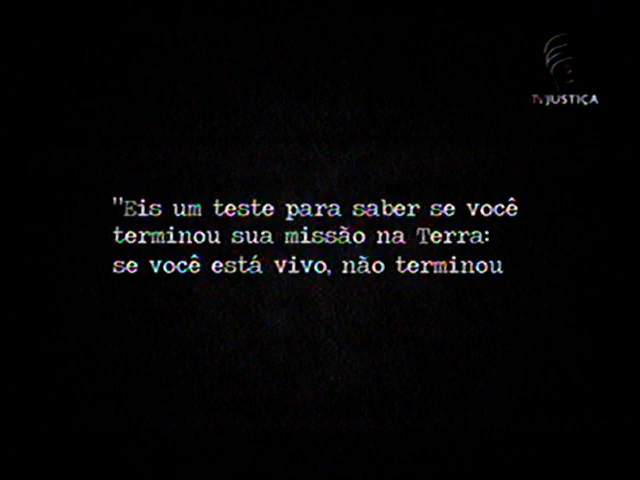 TV JUSTIÇA
"Eis um teste para saber se você
terminou sua missão na Terra:
se você está vivo, não terminou